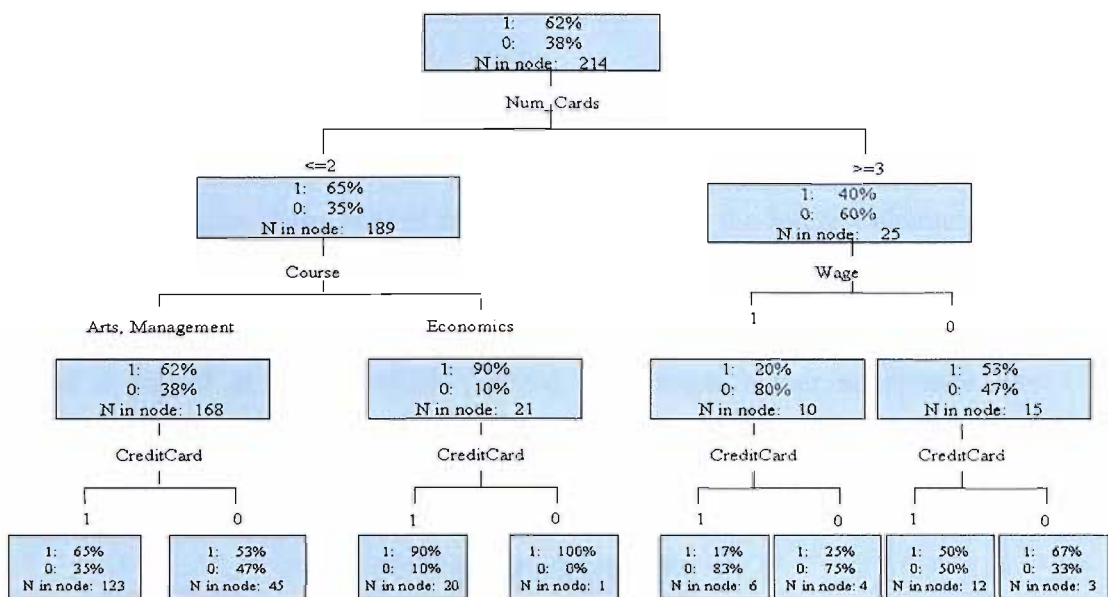 1: 62%
0: 38%
N in node: 214
Num_Cards
<=2
>=3
1: 65%
0: 35%
N in node: 189
1: 40%
0: 60%
N in node: 25
Course
Wage
Arts, Management
Economics
1
0
1: 62%
0: 38%
N in node: 168
1: 90%
0: 10%
N in node: 21
1: 20%
0: 80%
N in node: 10
1: 53%
0: 47%
N in node: 15
CreditCard
CreditCard
CreditCard
CreditCard
1
0
1
0
1
0
1
0
1: 65%
0: 35%
N in node: 123
1: 53%
0: 47%
N in node: 45
1: 90%
0: 10%
N in node: 20
1: 100%
0: 0%
N in node: 1
1: 17%
0: 83%
N in node: 6
1: 25%
0: 75%
N in node: 4
1: 50%
0: 50%
N in node: 12
1: 67%
0: 33%
N in node: 3